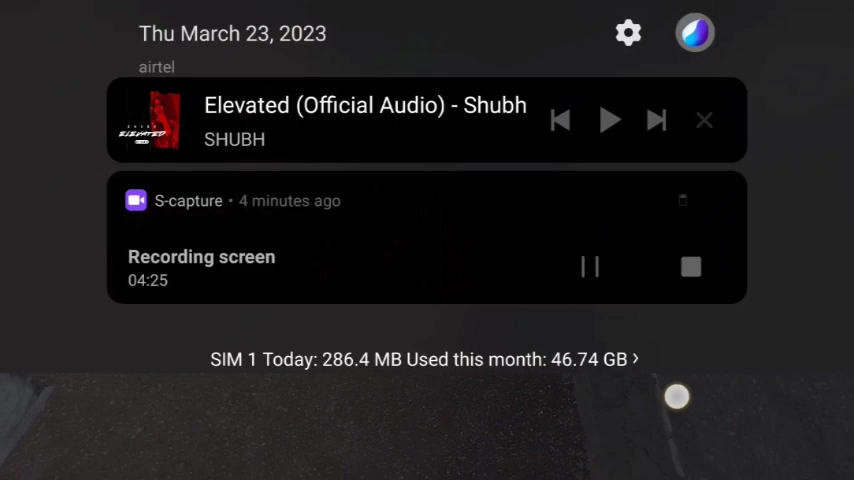 Thu March 23, 2023
airtel
Elevated (Official Audio) - Shubh
SHUBH
ELEVATED
S-capture • 4 minutes ago
Recording screen
04:25
SIM 1 Today: 286.4 MB Used this month: 46.74 GB ›